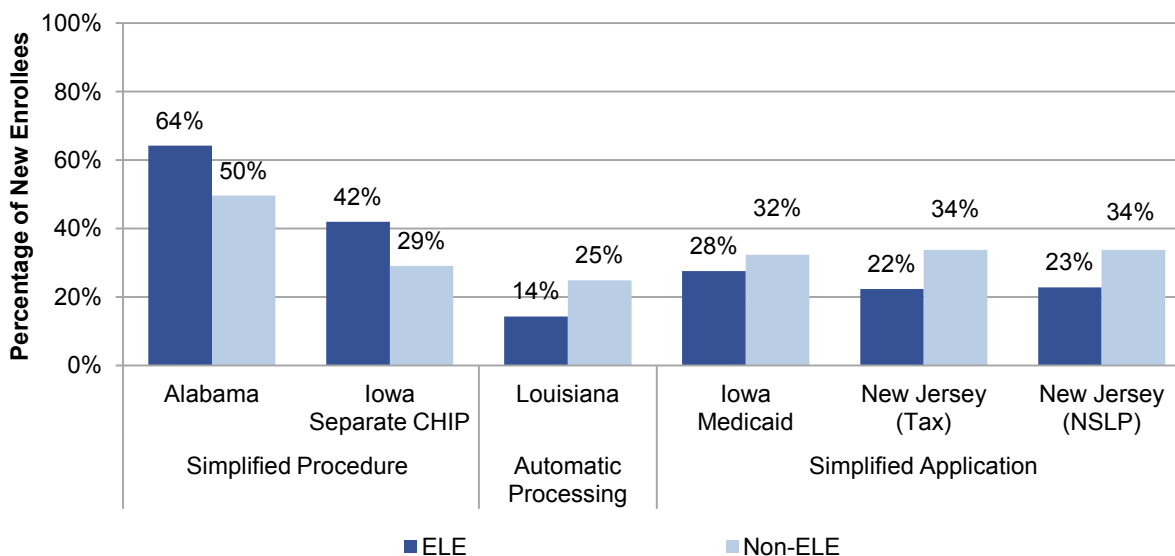 Percentage of New Enrollees
100%
80%
60%
40%
20%
0%
64%
50%
42%
29%
14%
25%
28%
32%
22%
34%
23%
34%
Alabama
Iowa
Separate CHIP
Louisiana
Iowa
Medicaid
New Jersey
(Tax)
New Jersey
(NSLP)
Simplified Procedure
Automatic
Processing
Simplified Application
ELE
Non-ELE